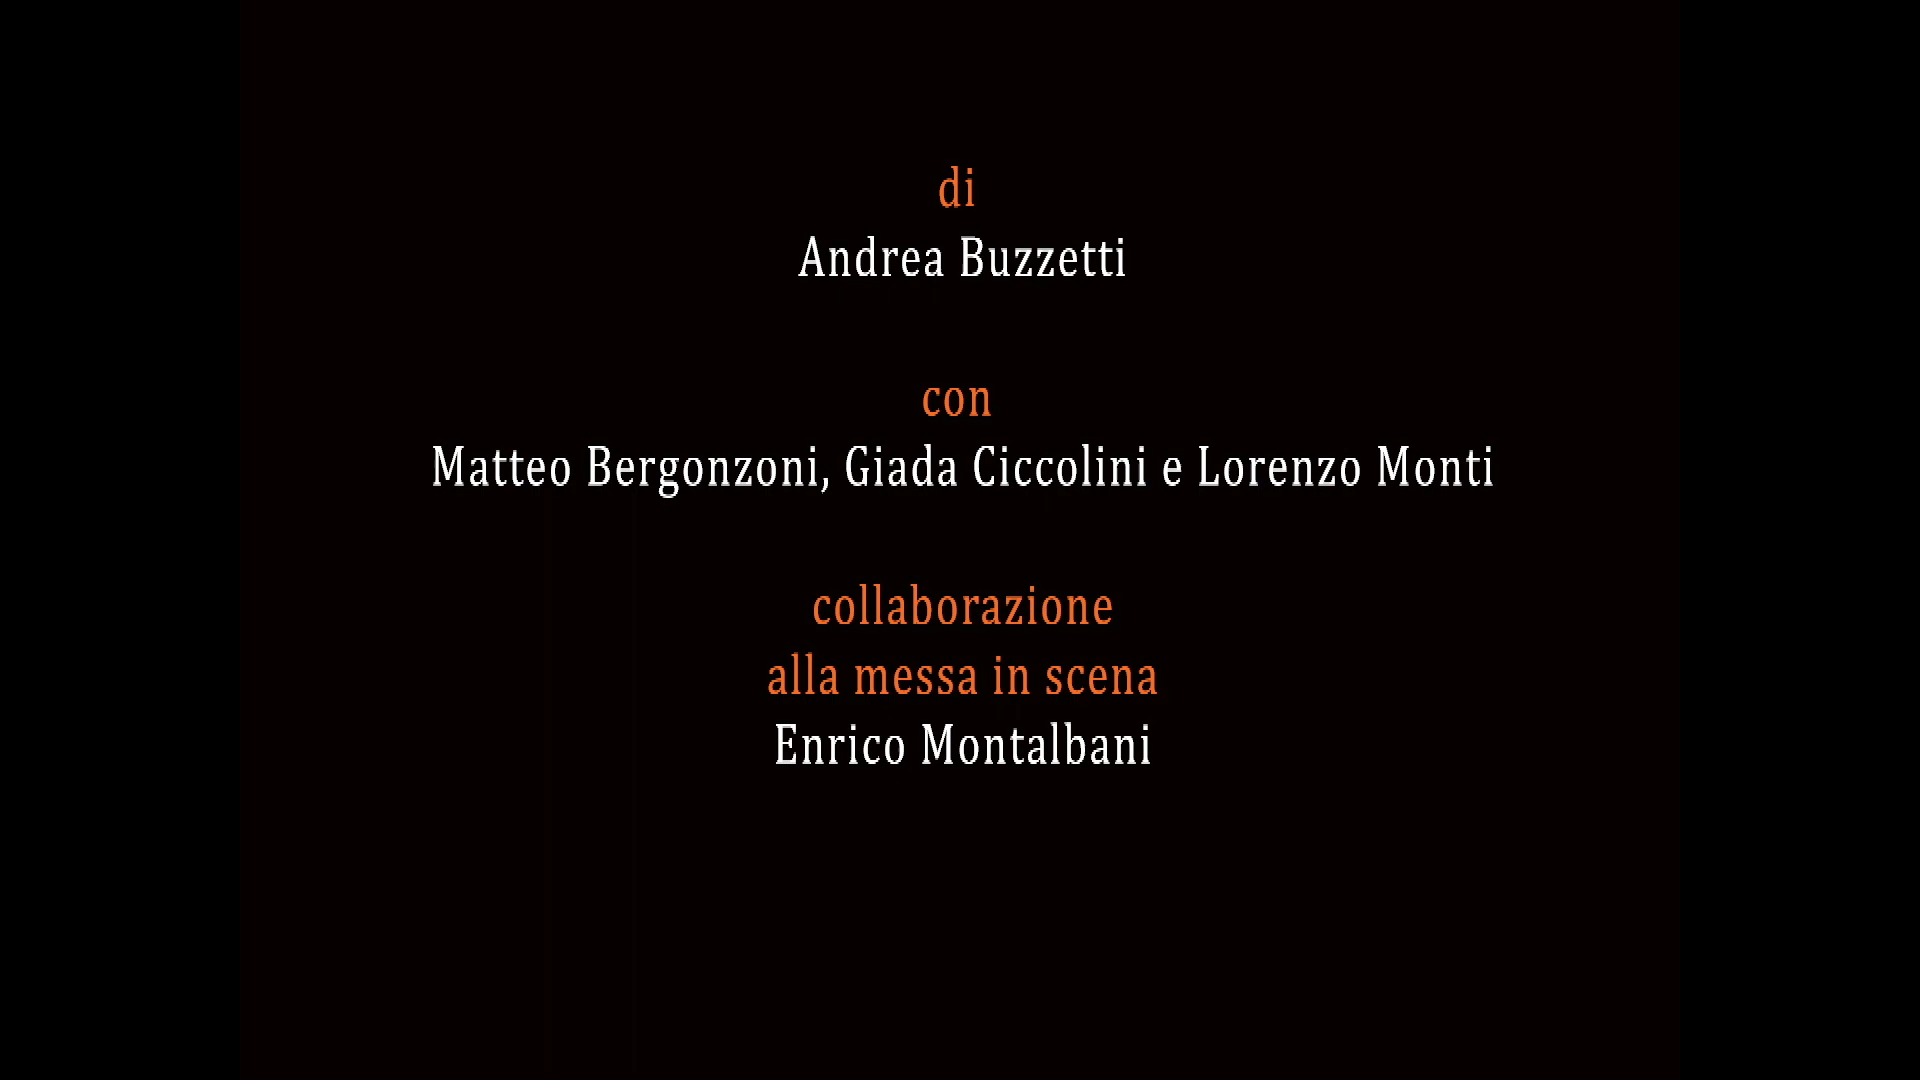 di
Andrea Buzzetti
con
Matteo Bergonzoni, Giada Ciccolini e Lorenzo Monti
collaborazione
alla messa in scena
Enrico Montalbani